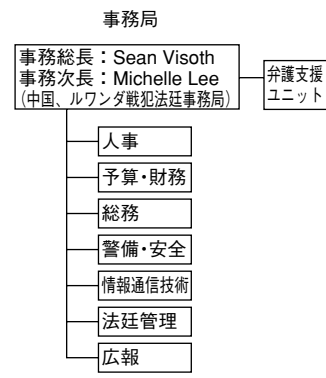 事務局
事務総長：Sean Visoth
事務次長：Michelle Lee
（中国、ルワンダ戦犯法廷事務局）
弁護支援
ユニット
人事
予算・財務
総務
警備・安全
情報通信技術
法廷管理
広報